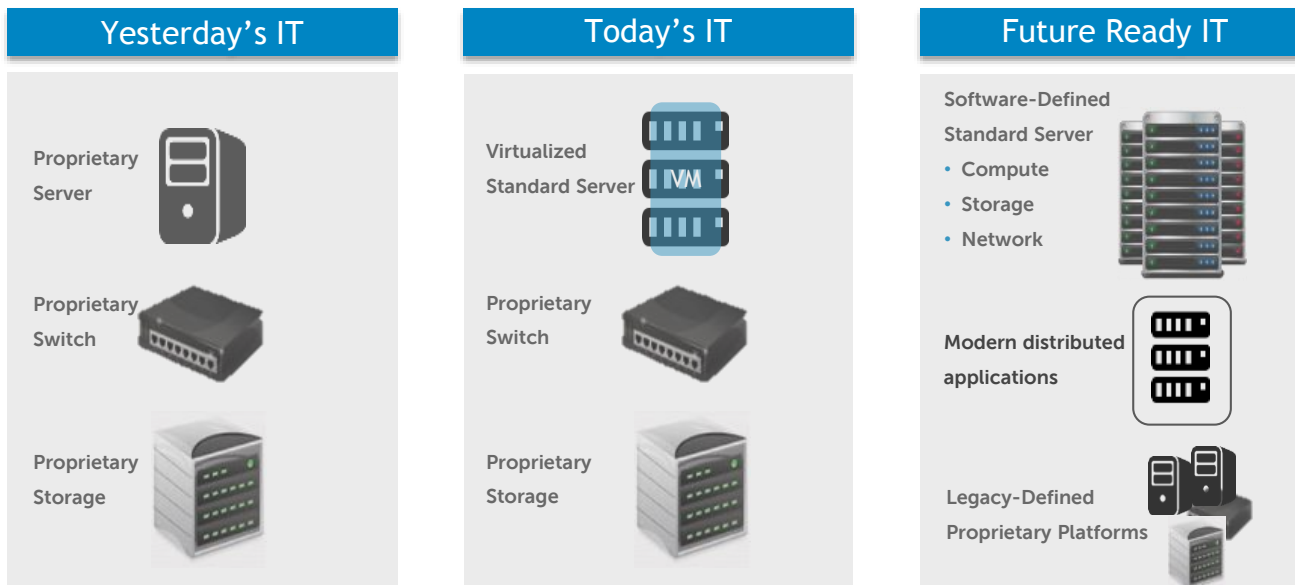 Yesterday's IT
Proprietary
Server
Proprietary
Switch
Proprietary
Storage
Today's IT
Virtualized
Standard Server
VM
Proprietary
Switch
Proprietary
Storage
Future Ready IT
Software-Defined
Standard Server
• Compute
• Storage
• Network
Modern distributed
applications
Legacy-Defined
Proprietary Platforms